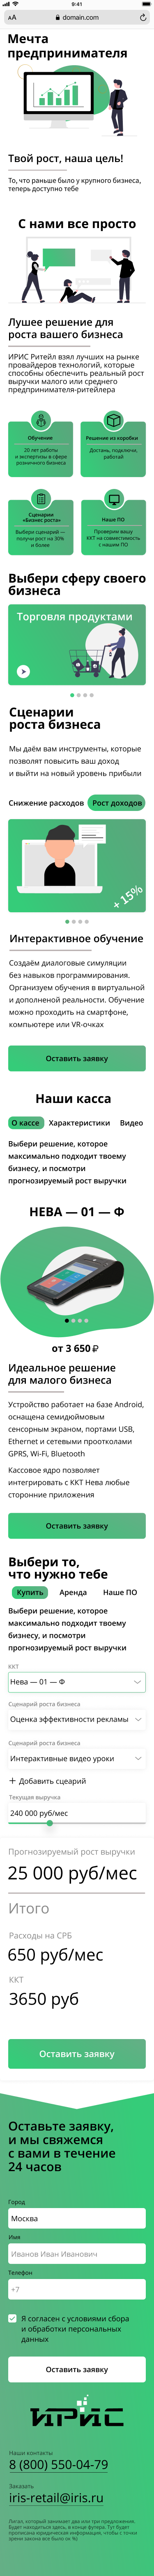 9:41
AA domain.com
Мечта
предпринимателя
Твой рост, наша цель!
То, что раньше было у крупного бизнеса,
теперь доступно тебе
С нами все просто
Лушее решение для
роста вашего бизнеса
ИРИС Ритейл взял лучших на рынке
провайдеров технологий, которые
способны обеспечить реальный рост
выручки малого или среднего
предпринимателя-ритейлера
Обучение
20 лет работы
и экспертизы в сфере
розничного бизнеса
Решение из коробки
Достань, подключи,
работай
Сценарии
«Бизнес роста»
Выбери сценарий —
получи рост на 30%
и более
Наше ПО
Проверим вашу
ККТ на совместимость
с нашим ПО
Выбери сферу своего
бизнеса
Торговля продуктами
Сценарии
роста бизнеса
Мы даём вам инструменты, которые
позволят повысить ваш доход
и выйти на новый уровень прибыли
Снижение расходов Рост доходов
+ 15%
Интерактивное обучение
Создаём диалоговые симуляции
без навыков программирования.
Организуем обучения в виртуальной
и дополненой реальности. Обучение
можно проходить на смартфоне,
компьютере или VR-очках
Оставить заявку
Наши касса
О кассе Характеристики Видео
Выбери решение, которое
максимально подходит твоему
бизнесу, и посмотри
прогнозируемый рост выручки
НЕВА — 01 — Ф
от 3 650 ₽
Идеальное решение
для малого бизнеса
Устройство работает на базе Android,
оснащена самодюймовым
сенсорным экраном, портами USB,
Ethernet и сетевыми проотколами
GPRS, Wi-Fi, Bluetooth
Кассовое ядро позволяет
интегрировать с ККТ Нева любые
сторонние приложения
Оставить заявку
Выбери то,
что нужно тебе
Купить Аренда Наше ПО
Выбери решение, которое
максимально подходит твоему
бизнесу, и посмотри
прогнозируемый рост выручки
ККТ
Нева — 01 — Ф
Сценарий роста бизнеса
Оценка эффективности рекламы
Сценарий роста бизнеса
Интерактивные видео уроки
+ Добавить сцеарий
Текущая выручка
240 000 руб/мес
Прогнозируемый рост выручки
25 000 руб/мес
Итого
Расходы на СРБ
650 руб/мес
ККТ
3650 руб
Оставить заявку
Оставьте заявку,
и мы свяжемся
с вами в течение
24 часов
Город
Москва
Имя
Иванов Иван Иванович
Телефон
+7
Я согласен с условиями сбора
и обработки персональных
данных
Оставить заявку
ИРИС
Наши контакты
8 (800) 550-04-79
Заказать
iris-retail@iris.ru